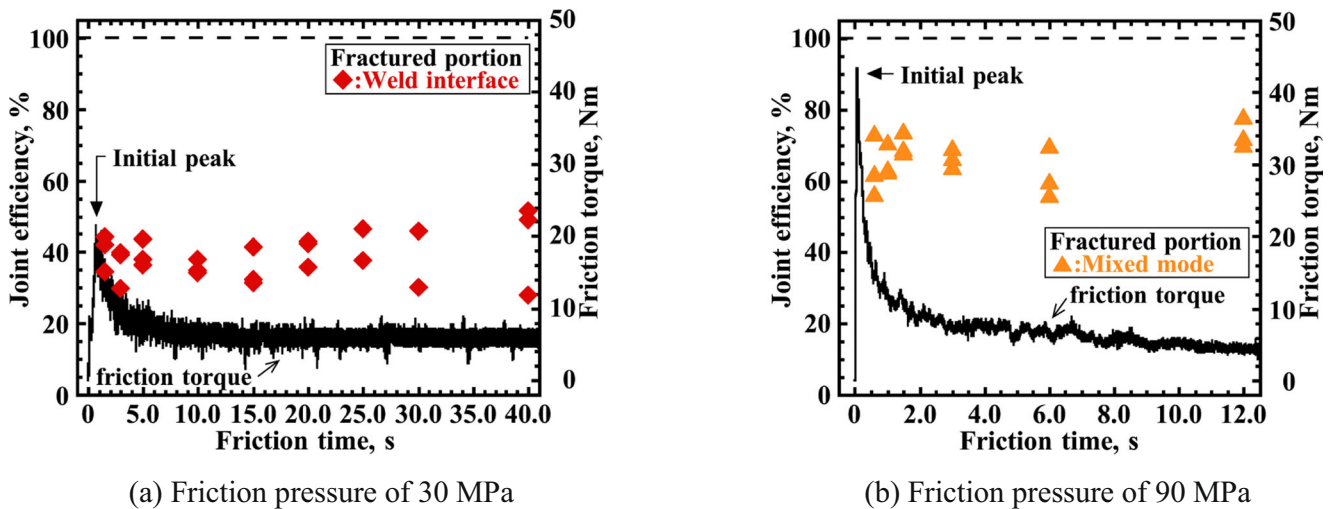 Joint efficiency, %
100
80
60
40
20
0
Fractured portion
◆:Weld interface
Initial peak
friction torque
50
40
30
20
10
0
Friction torque, Nm
0.0 5.0 10.0 15.0 20.0 25.0 30.0 35.0 40.0
Friction time, s
(a) Friction pressure of 30 MPa
Joint efficiency, %
100
80
60
40
20
0
Initial peak
Fractured portion
▲:Mixed mode
friction torque
50
40
30
20
10
0
Friction torque, Nm
0.0 2.0 4.0 6.0 8.0 10.0 12.0
Friction time, s
(b) Friction pressure of 90 MPa